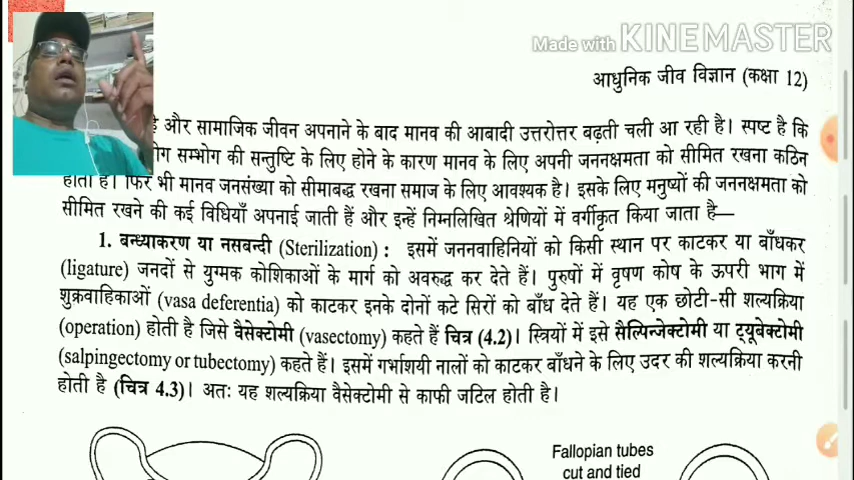 Made with KINEMASTER
आधुनिक जीव विज्ञान (कक्षा 12)
है और सामाजिक जीवन अपनाने के बाद मानव की आबादी उत्तरोत्तर बढ़ती चली आ रही है। स्पष्ट है कि
सम्भोग की सन्तुष्टि के लिए होने के कारण मानव के लिए अपनी जननक्षमता को सीमित रखना कठिन
होता है। फिर भी मानव जनसंख्या को सीमाबद्ध रखना समाज के लिए आवश्यक है। इसके लिए मनुष्यों की जननक्षमता को
सीमित रखने की कई विधियाँ अपनाई जाती हैं और इन्हें निम्नलिखित श्रेणियों में वर्गीकृत किया जाता है—
1. बन्ध्याकरण या नसबन्दी (Sterilization) : इसमें जननवाहिनियों को किसी स्थान पर काटकर या बाँधकर
(ligature) जनदों से युग्मक कोशिकाओं के मार्ग को अवरुद्ध कर देते हैं। पुरुषों में वृषण कोष के ऊपरी भाग में
शुक्रवाहिकाओं (vasa deferentia) को काटकर इनके दोनों कटे सिरों को बाँध देते हैं। यह एक छोटी-सी शल्यक्रिया
(operation) होती है जिसे वैसेक्टोमी (vasectomy) कहते हैं चित्र (4.2)। स्त्रियों में इसे सैल्पिन्जेक्टोमी या ट्यूबेक्टोमी
(salpingectomy or tubectomy) कहते हैं। इसमें गर्भाशयी नालों को काटकर बाँधने के लिए उदर की शल्यक्रिया करनी
होती है (चित्र 4.3)। अतः यह शल्यक्रिया वैसेक्टोमी से काफी जटिल होती है।
Fallopian tubes
cut and tied